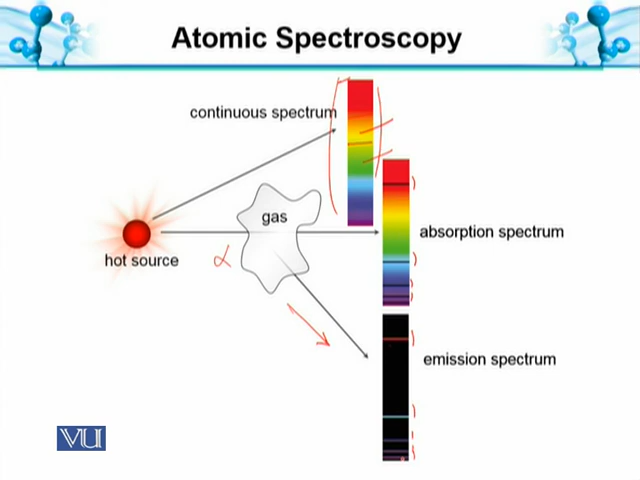 Atomic Spectroscopy
continuous spectrum
gas
absorption spectrum
hot source
α
emission spectrum
VU